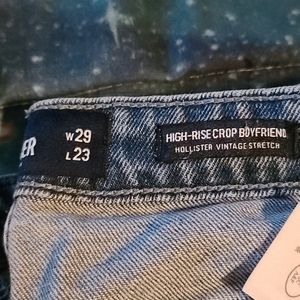 ER
W29
L23
HIGH-RISE CROP BOYFRIEND
HOLLISTER VINTAGE STRETCH